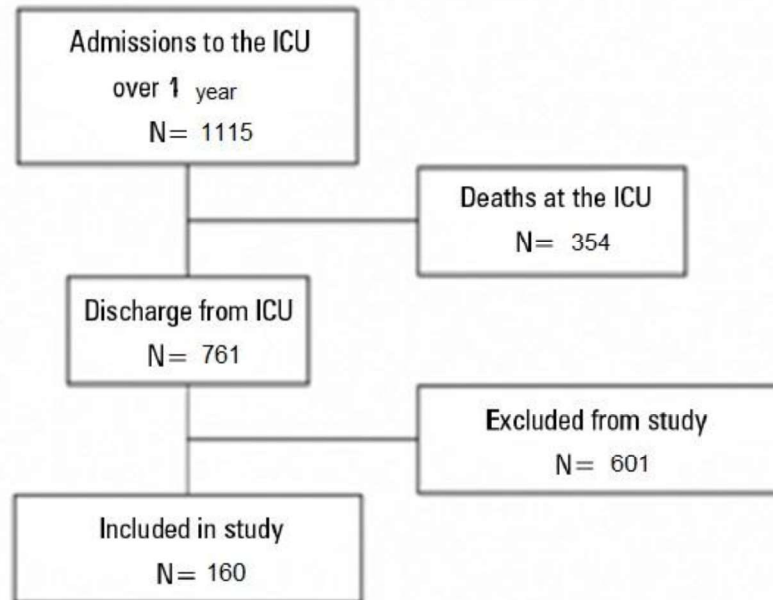 Admissions to the ICU
over 1 year
N= 1115
Deaths at the ICU
N= 354
Discharge from ICU
N= 761
Excluded from study
N= 601
Included in study
N= 160